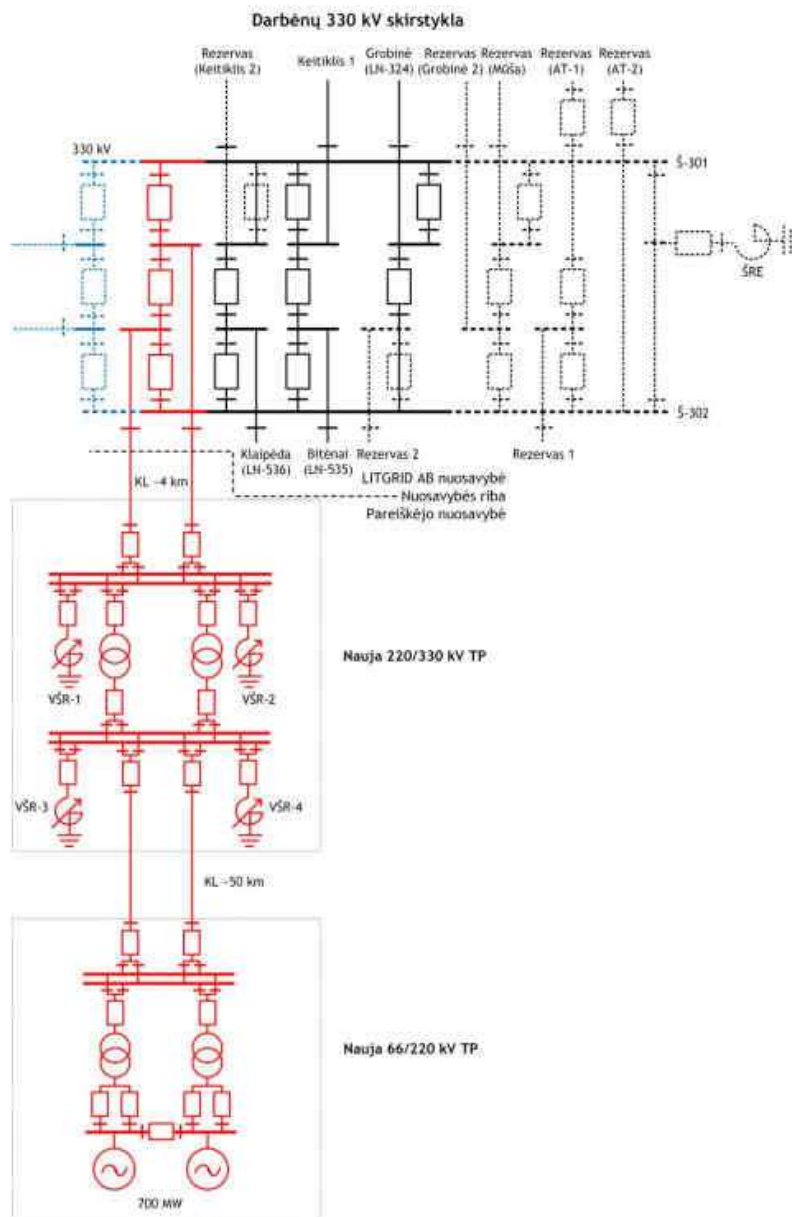 Darbėnų 330 kV skirstykla
Rezervas
(Keitiklis 2)
Keitiklis 1
Grobinė
(LN-324)
Rezervas
(Grobinė 2)
Rezervas
(Mūša)
Rezervas
(AT-1)
Rezervas
(AT-2)
330 kV
Š-301
ŠRE
Š-302
Klaipėda
(LN-536)
Bitėnai
(LN-535)
Rezervas 2
Rezervas 1
LITGRID AB nuosavybė
Nuosavybės riba
Pareiškėjo nuosavybė
KL ~4 km
Nauja 220/330 kV TP
VŠR-1
VŠR-2
VŠR-3
VŠR-4
KL ~50 km
Nauja 66/220 kV TP
700 MW